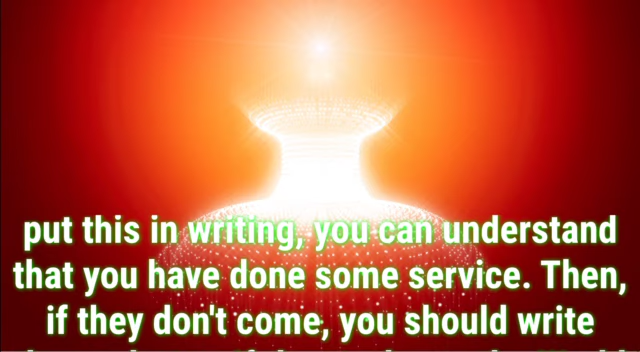 put this in writing, you can understand
that you have done some service. Then,
if they don't come, you should write